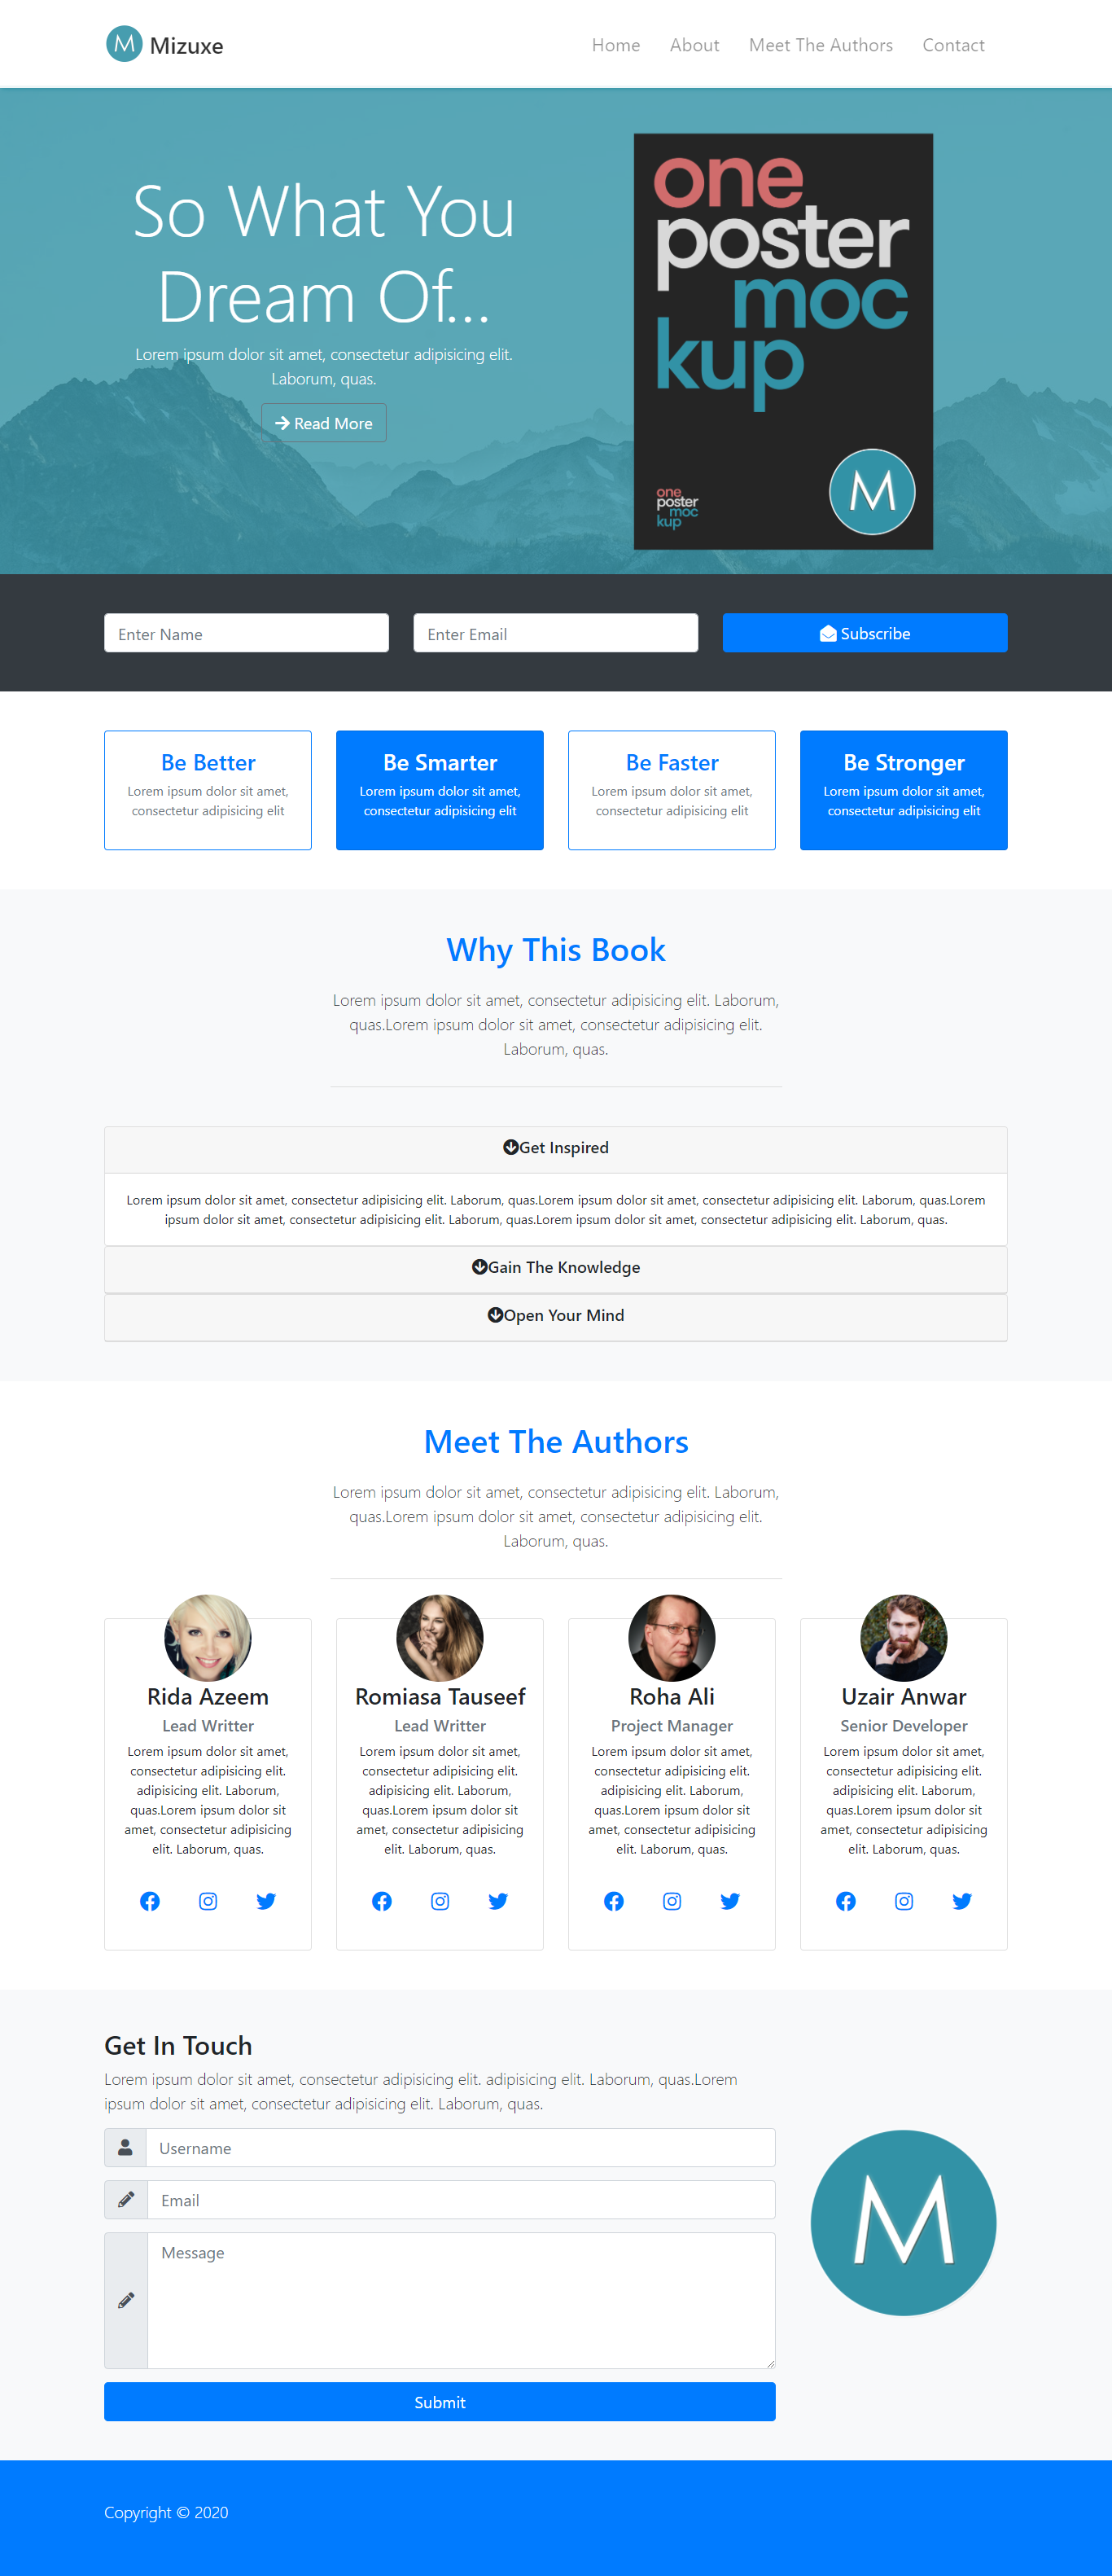 M Mizuxe
Home About Meet The Authors Contact
So What You
Dream Of...
Lorem ipsum dolor sit amet, consectetur adipisicing elit.
Laborum, quas.
Read More
one
poster
moc
kup
one
poster
moc
kup
M
Enter Name
Enter Email
Subscribe
Be Better
Lorem ipsum dolor sit amet,
consectetur adipisicing elit
Be Smarter
Lorem ipsum dolor sit amet,
consectetur adipisicing elit
Be Faster
Lorem ipsum dolor sit amet,
consectetur adipisicing elit
Be Stronger
Lorem ipsum dolor sit amet,
consectetur adipisicing elit
Why This Book
Lorem ipsum dolor sit amet, consectetur adipisicing elit. Laborum,
quas.Lorem ipsum dolor sit amet, consectetur adipisicing elit.
Laborum, quas.
Get Inspired
Lorem ipsum dolor sit amet, consectetur adipisicing elit. Laborum, quas.Lorem ipsum dolor sit amet, consectetur adipisicing elit. Laborum, quas.Lorem
ipsum dolor sit amet, consectetur adipisicing elit. Laborum, quas.Lorem ipsum dolor sit amet, consectetur adipisicing elit. Laborum, quas.
Gain The Knowledge
Open Your Mind
Meet The Authors
Lorem ipsum dolor sit amet, consectetur adipisicing elit. Laborum,
quas.Lorem ipsum dolor sit amet, consectetur adipisicing elit.
Laborum, quas.
Rida Azeem
Lead Writter
Lorem ipsum dolor sit amet,
consectetur adipisicing elit.
adipisicing elit. Laborum,
quas.Lorem ipsum dolor sit
amet, consectetur adipisicing
elit. Laborum, quas.
Romiasa Tauseef
Lead Writter
Lorem ipsum dolor sit amet,
consectetur adipisicing elit.
adipisicing elit. Laborum,
quas.Lorem ipsum dolor sit
amet, consectetur adipisicing
elit. Laborum, quas.
Roha Ali
Project Manager
Lorem ipsum dolor sit amet,
consectetur adipisicing elit.
adipisicing elit. Laborum,
quas.Lorem ipsum dolor sit
amet, consectetur adipisicing
elit. Laborum, quas.
Uzair Anwar
Senior Developer
Lorem ipsum dolor sit amet,
consectetur adipisicing elit.
adipisicing elit. Laborum,
quas.Lorem ipsum dolor sit
amet, consectetur adipisicing
elit. Laborum, quas.
Get In Touch
Lorem ipsum dolor sit amet, consectetur adipisicing elit. adipisicing elit. Laborum, quas.Lorem
ipsum dolor sit amet, consectetur adipisicing elit. Laborum, quas.
Username
Email
Message
Submit
M
Copyright © 2020